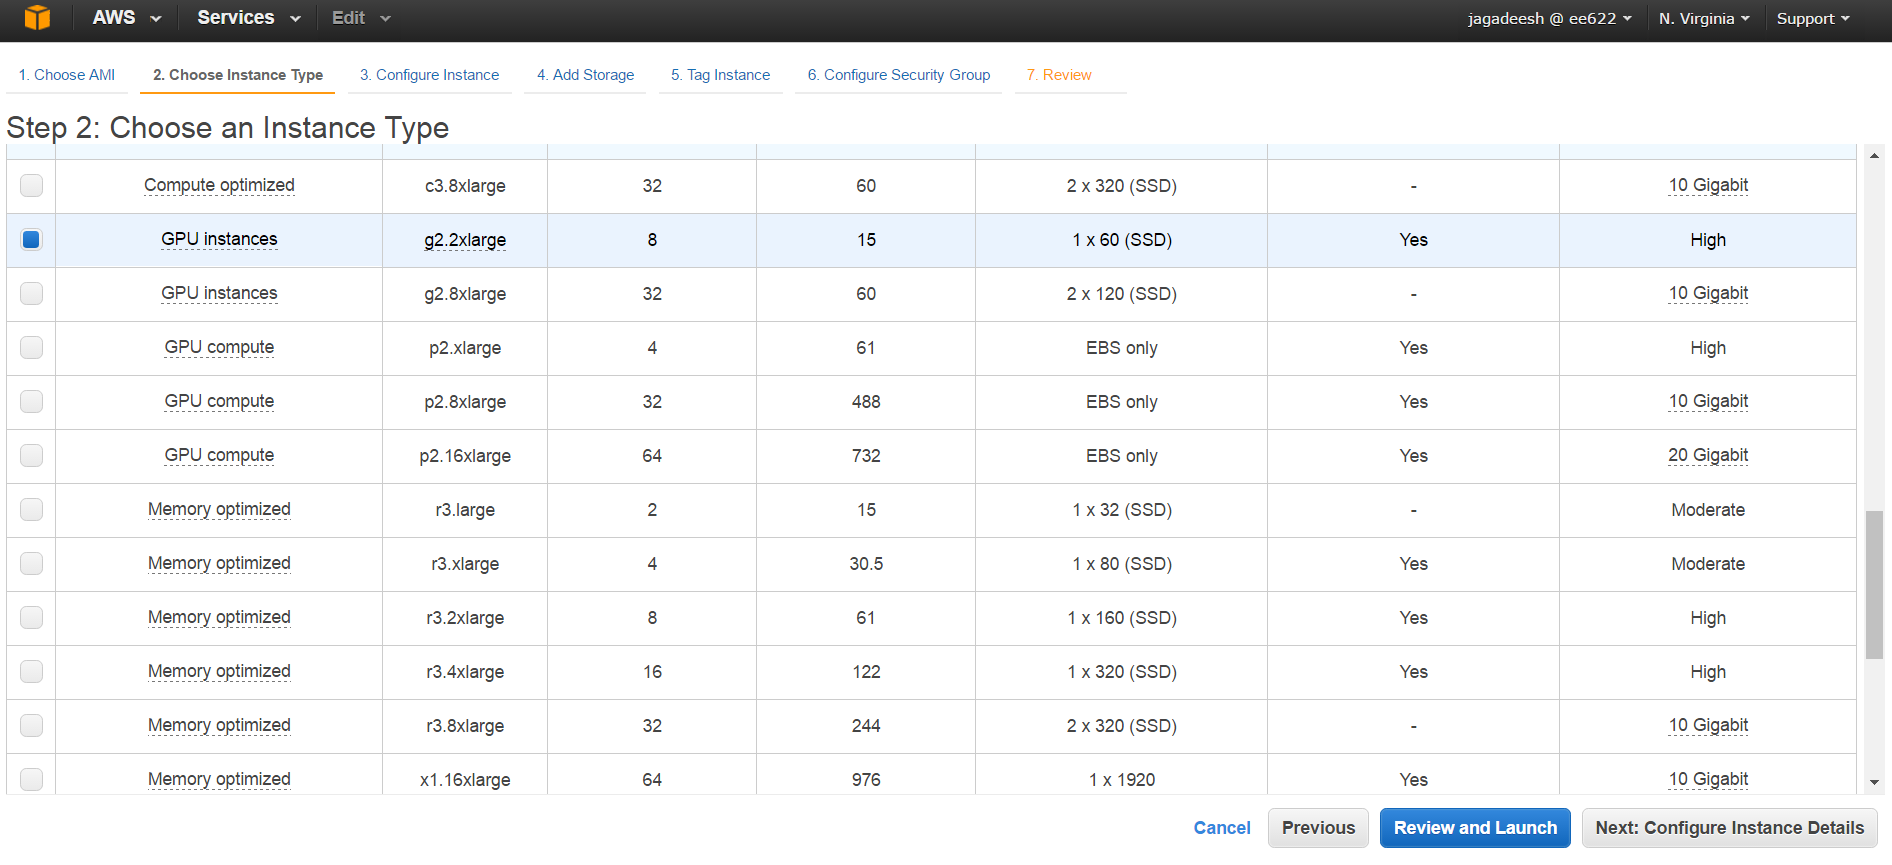 AWS Services Edit jagadeesh @ ee622 N. Virginia Support
1. Choose AMI 2. Choose Instance Type 3. Configure Instance 4. Add Storage 5. Tag Instance 6. Configure Security Group 7. Review
Step 2: Choose an Instance Type
Compute optimized c3.8xlarge 32 60 2 x 320 (SSD) - 10 Gigabit
GPU instances g2.2xlarge 8 15 1 x 60 (SSD) Yes High
GPU instances g2.8xlarge 32 60 2 x 120 (SSD) - 10 Gigabit
GPU compute p2.xlarge 4 61 EBS only Yes High
GPU compute p2.8xlarge 32 488 EBS only Yes 10 Gigabit
GPU compute p2.16xlarge 64 732 EBS only Yes 20 Gigabit
Memory optimized r3.large 2 15 1 x 32 (SSD) - Moderate
Memory optimized r3.xlarge 4 30.5 1 x 80 (SSD) Yes Moderate
Memory optimized r3.2xlarge 8 61 1 x 160 (SSD) Yes High
Memory optimized r3.4xlarge 16 122 1 x 320 (SSD) Yes High
Memory optimized r3.8xlarge 32 244 2 x 320 (SSD) - 10 Gigabit
Memory optimized x1.16xlarge 64 976 1 x 1920 Yes 10 Gigabit
Cancel Previous Review and Launch Next: Configure Instance Details